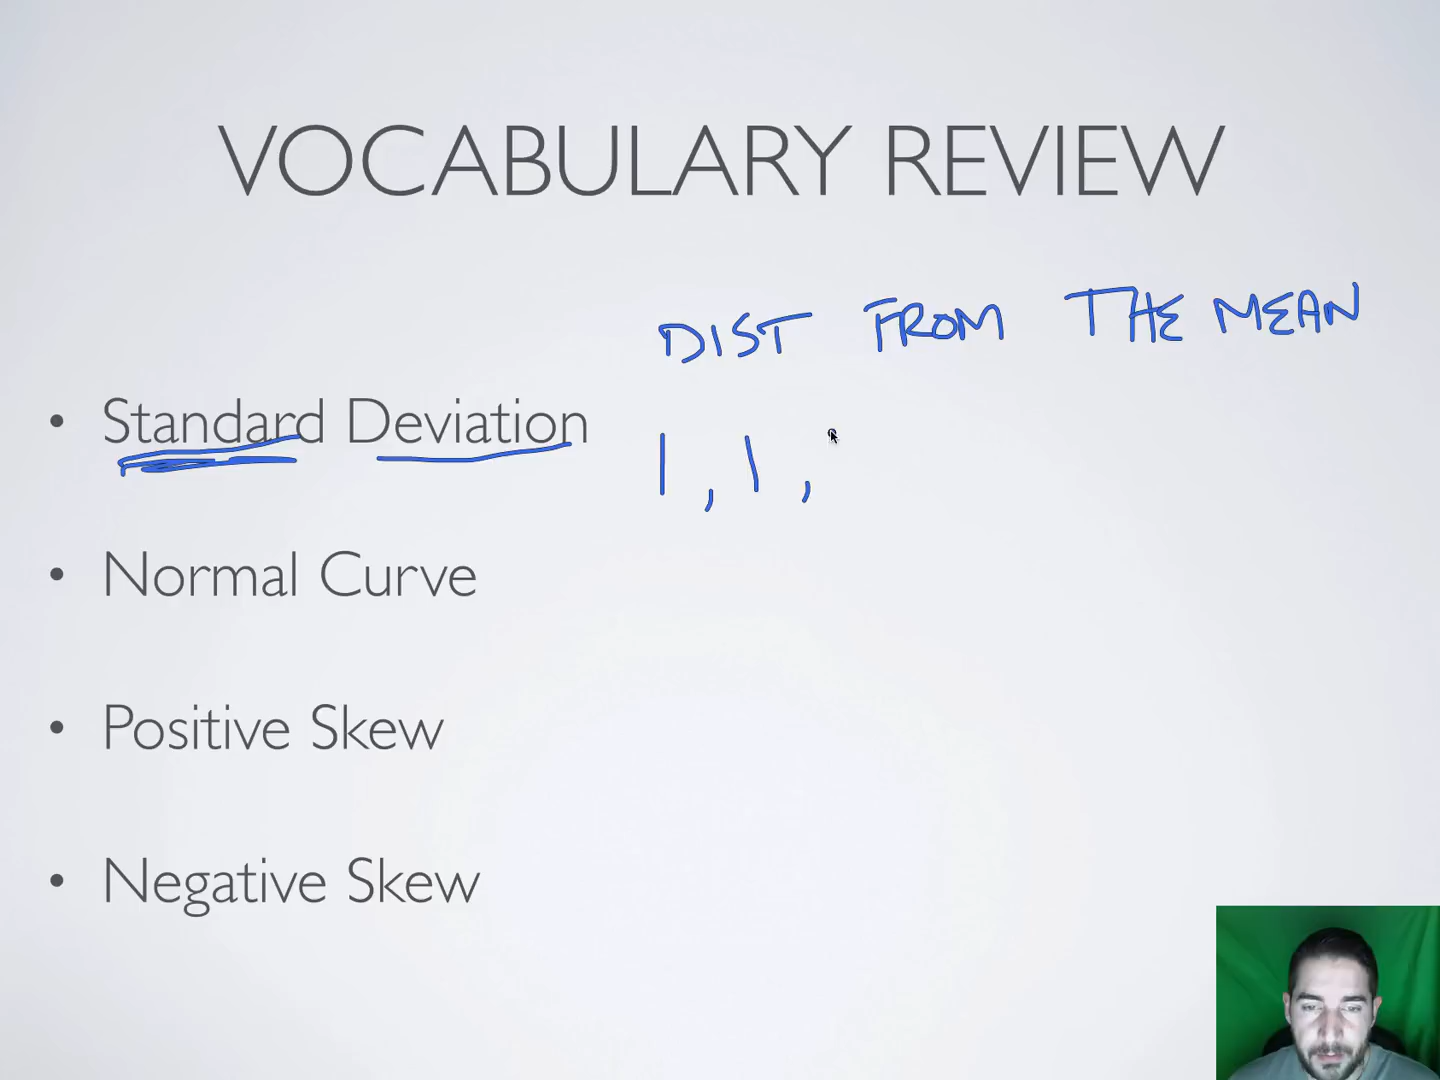 VOCABULARY REVIEW
DIST FROM THE MEAN
• Standard Deviation
1, 1,
• Normal Curve
• Positive Skew
• Negative Skew